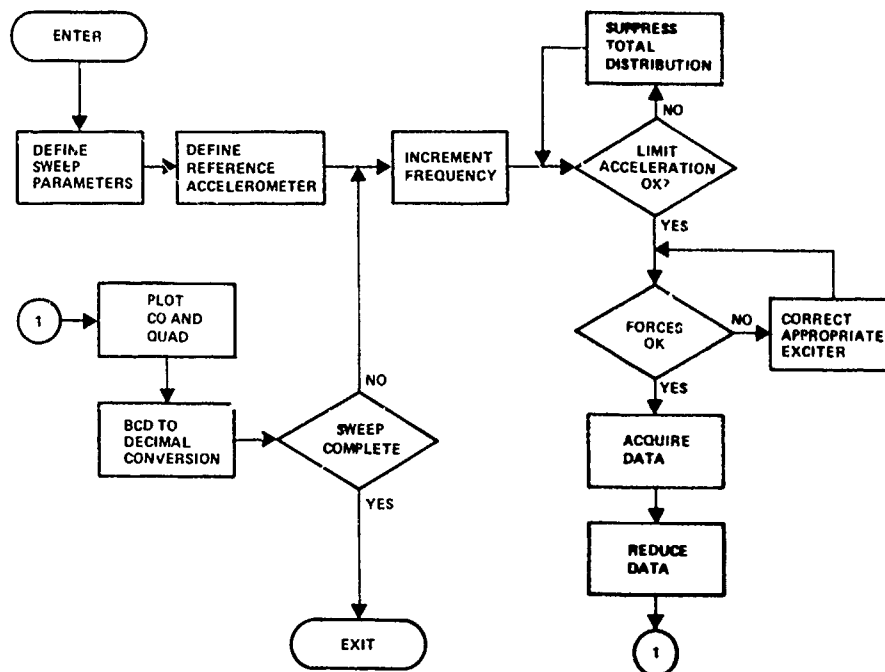 ENTER
DEFINE
SWEEP
PARAMETERS
DEFINE
REFERENCE
ACCELEROMETER
INCREMENT
FREQUENCY
SUPPRESS
TOTAL
DISTRIBUTION
NO
LIMIT
ACCELERATION
OK?
YES
FORCES
OK
NO
CORRECT
APPROPRIATE
EXCITER
YES
ACQUIRE
DATA
REDUCE
DATA
1
1
PLOT
CO AND
QUAD
BCD TO
DECIMAL
CONVERSION
NO
SWEEP
COMPLETE
YES
EXIT